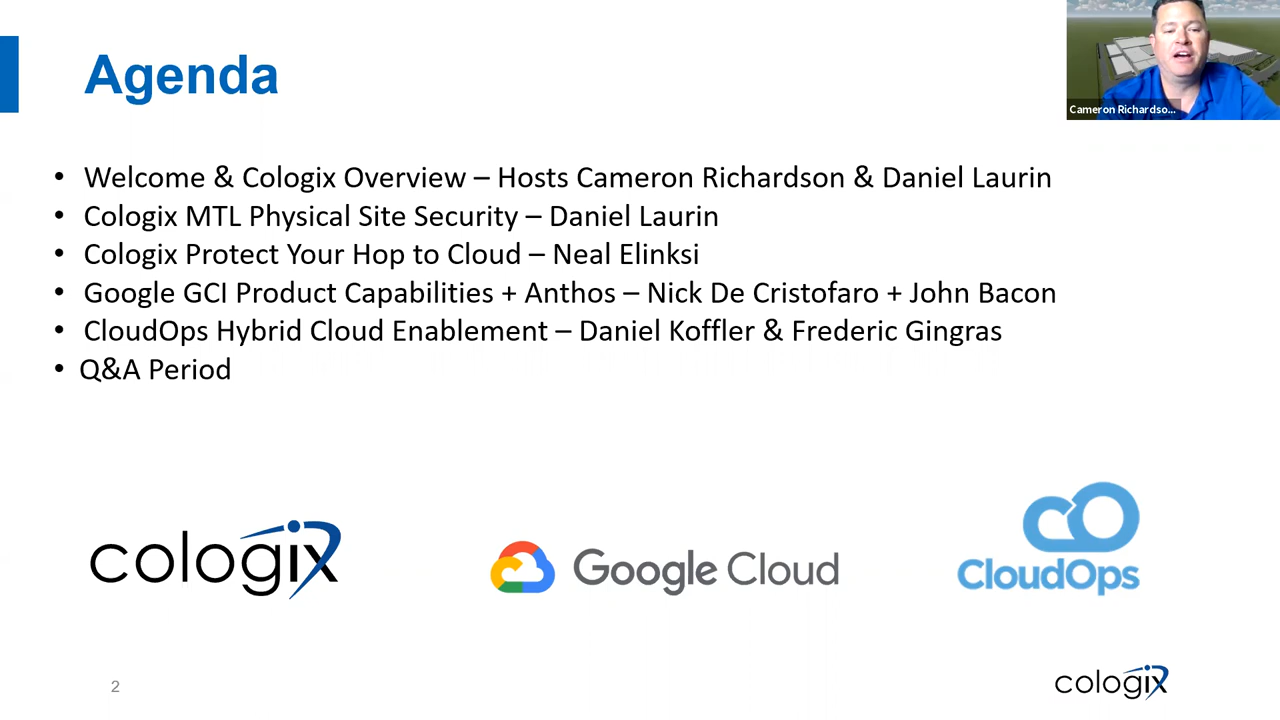 Agenda
Cameron Richardso...
• Welcome & Cologix Overview – Hosts Cameron Richardson & Daniel Laurin
• Cologix MTL Physical Site Security – Daniel Laurin
• Cologix Protect Your Hop to Cloud – Neal Elinksi
• Google GCI Product Capabilities + Anthos – Nick De Cristofaro + John Bacon
• CloudOps Hybrid Cloud Enablement – Daniel Koffler & Frederic Gingras
• Q&A Period
cologix
Google Cloud
CloudOps
2
cologix